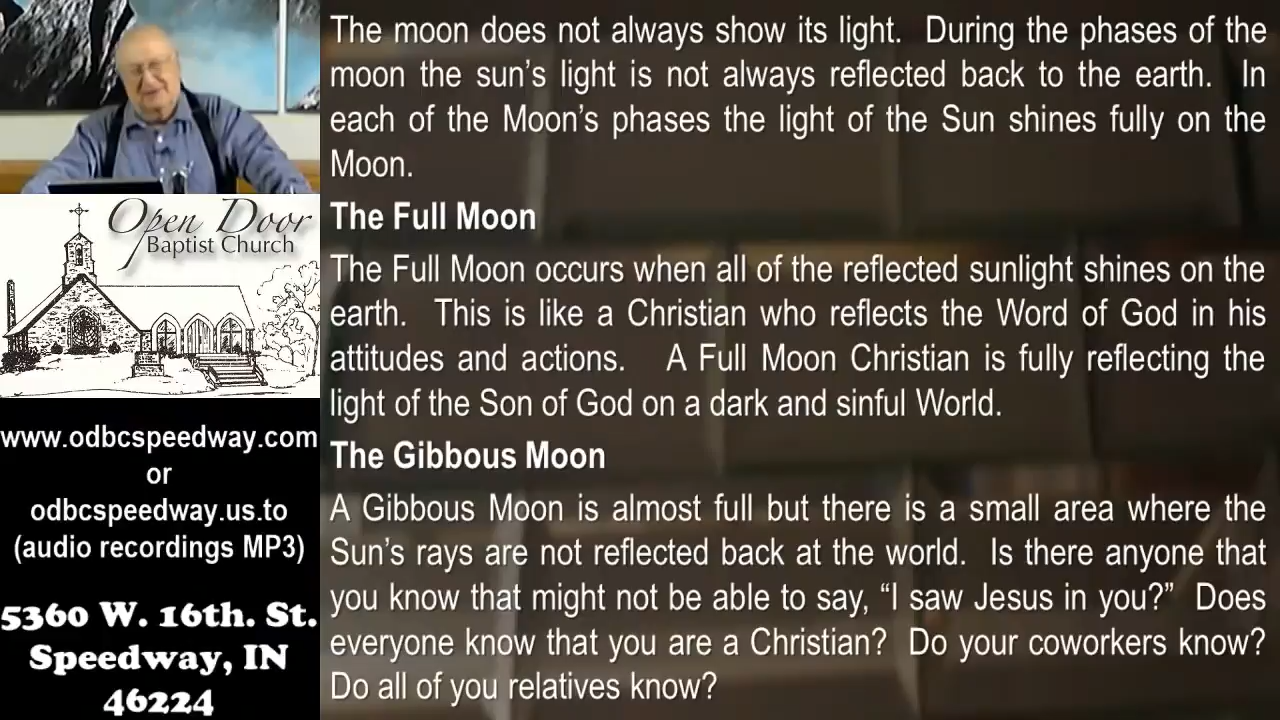 The moon does not always show its light. During the phases of the
moon the sun's light is not always reflected back to the earth. In
each of the Moon's phases the light of the Sun shines fully on the
Moon.
The Full Moon
The Full Moon occurs when all of the reflected sunlight shines on the
earth. This is like a Christian who reflects the Word of God in his
attitudes and actions. A Full Moon Christian is fully reflecting the
light of the Son of God on a dark and sinful World.
The Gibbous Moon
A Gibbous Moon is almost full but there is a small area where the
Sun's rays are not reflected back at the world. Is there anyone that
you know that might not be able to say, “I saw Jesus in you?” Does
everyone know that you are a Christian? Do your coworkers know?
Do all of you relatives know?
Open Door
Baptist Church
www.odbcspeedway.com
or
odbcspeedway.us.to
(audio recordings MP3)
5360 W. 16th. St.
Speedway, IN
46224